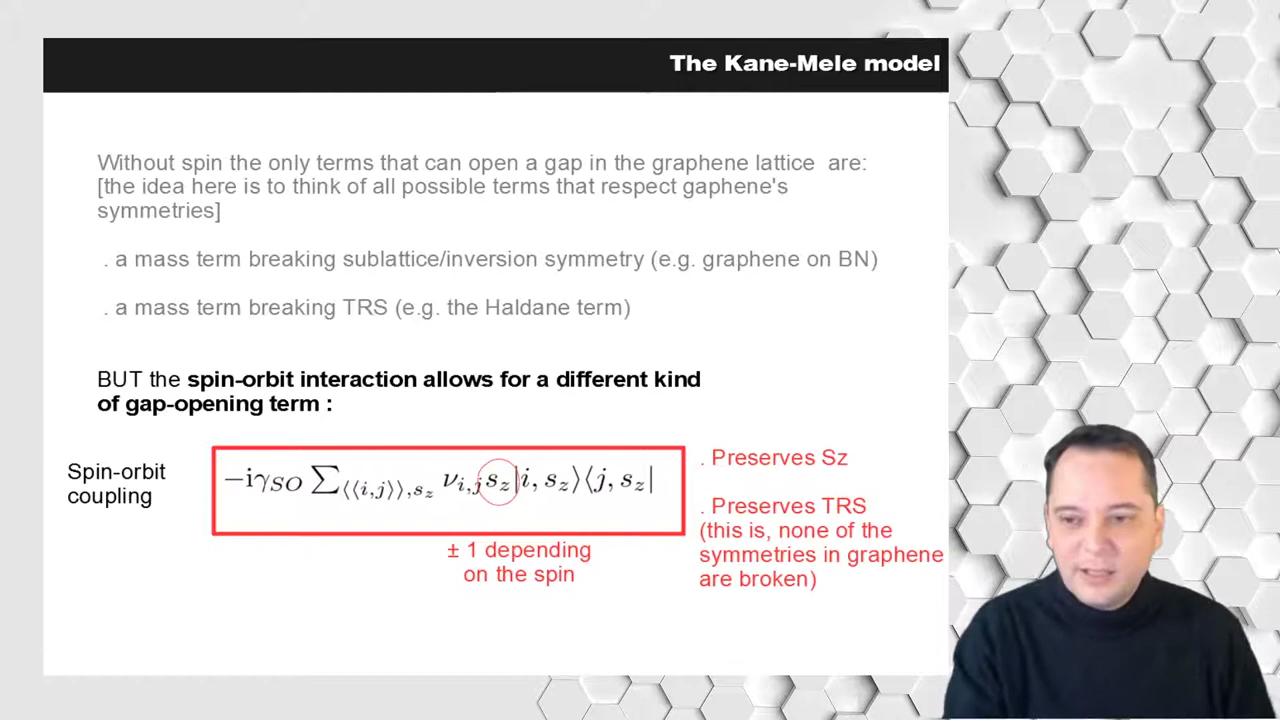 The Kane-Mele model
Without spin the only terms that can open a gap in the graphene lattice are:
[the idea here is to think of all possible terms that respect gaphene's
symmetries]
. a mass term breaking sublattice/inversion symmetry (e.g. graphene on BN)
. a mass term breaking TRS (e.g. the Haldane term)
BUT the spin-orbit interaction allows for a different kind
of gap-opening term :
Spin-orbit
coupling
−iγ_{SO} ∑_{⟨⟨i,j⟩⟩,s_z} ν_{i,j} s_z |i, s_z⟩⟨j, s_z|
± 1 depending
on the spin
. Preserves Sz
. Preserves TRS
(this is, none of the
symmetries in graphene
are broken)